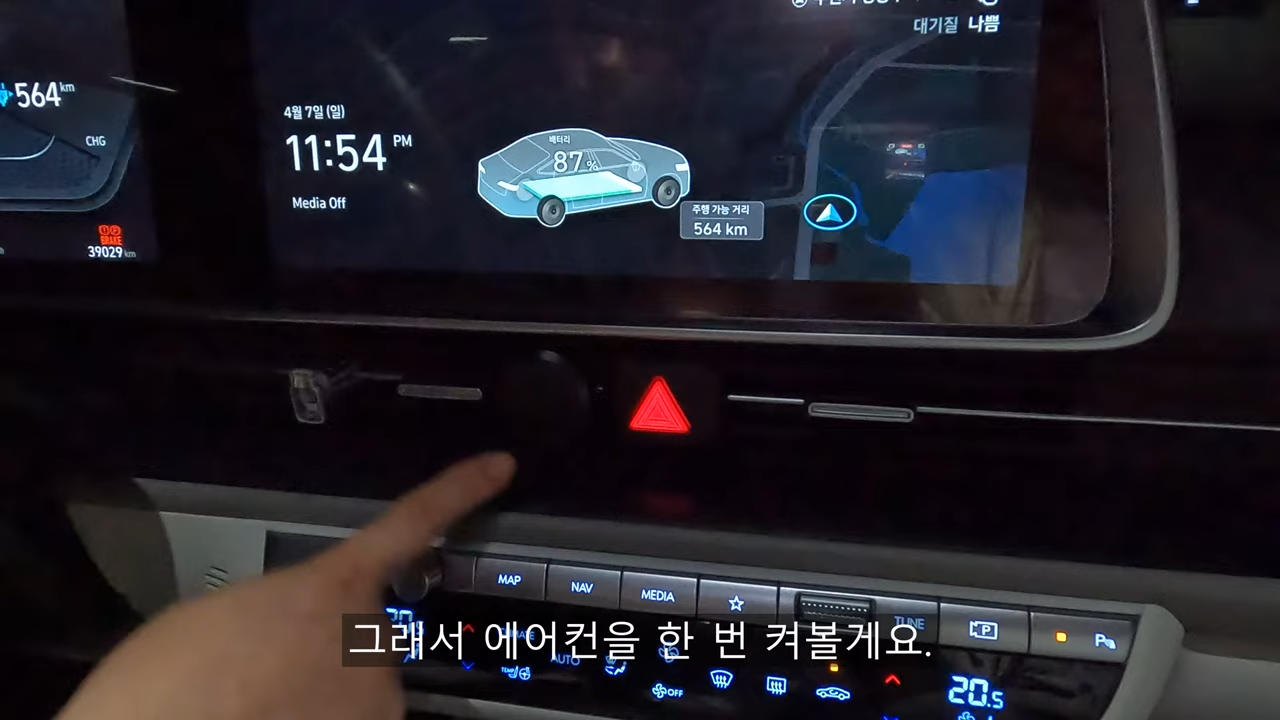 대기질 나쁨
564 km
4월 7일 (일)
11:54 PM
배터리
87 %
CHG
Media Off
주행 가능 거리
564 km
BRAKE
39029 km
MAP
NAV
MEDIA
TUNE
P
AUTO
OFF
20.5
그래서 에어컨을 한 번 켜볼게요.